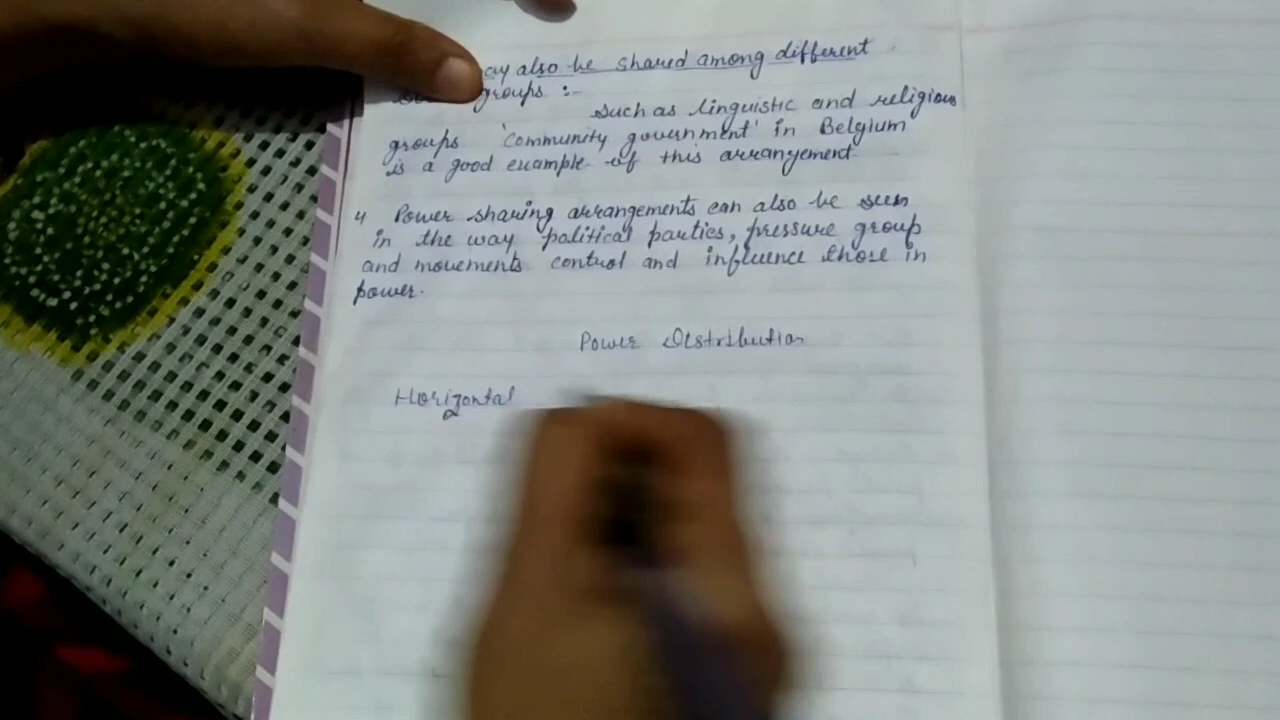 ay also be shared among different
groups :-
such as linguistic and religious
groups 'community government' in Belgium
is a good example of this arrangement
4 Power sharing arrangements can also be seen
in the way political parties, pressure group
and movements control and influence those in
power.
Power Distribution
Horizontal